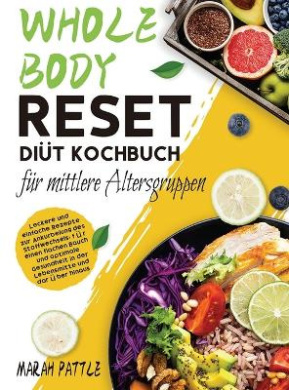 WHOLE
BODY
RESET
DIÜT KOCHBUCH
für mittlere Altersgruppen
Leckere und
einfache Rezepte
zur Ankurbelung des
Stoffwechsels, für
einen flachen Bauch
und optimale
Gesundheit in der
Lebensmitte und
darüber hinaus
MARAH PATTLE